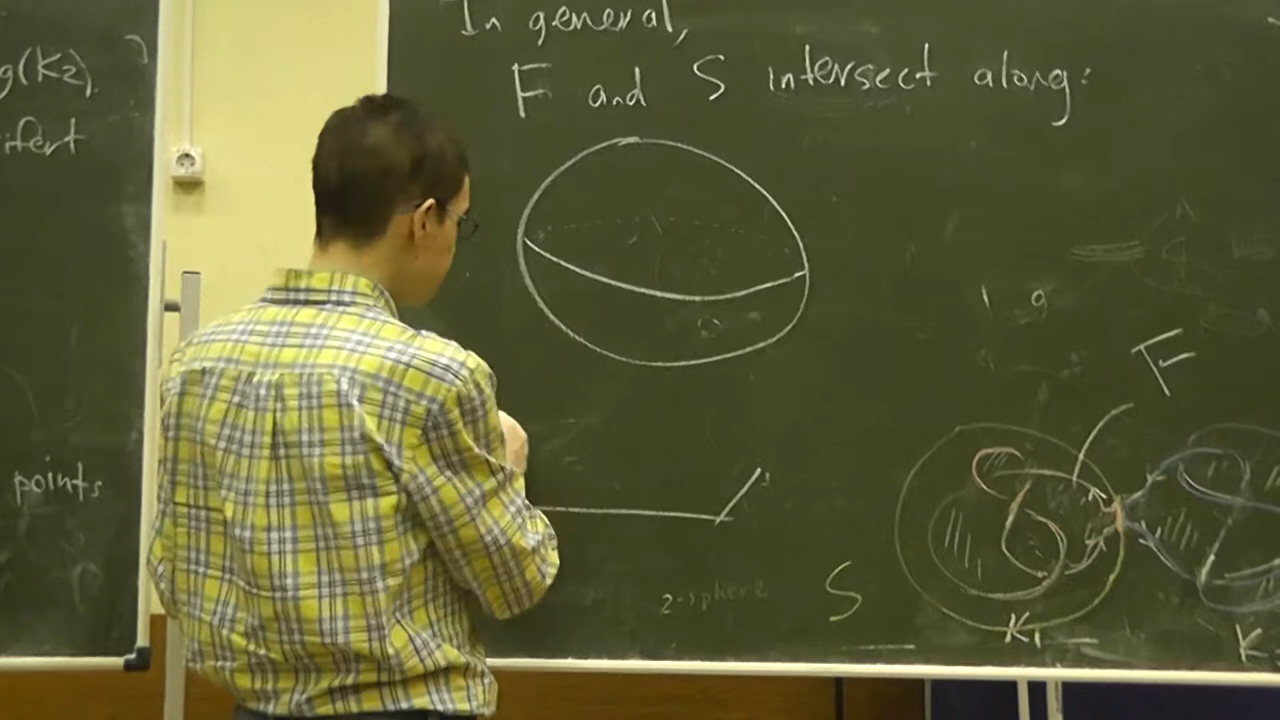 g(K2).
ifert
points
In general,
F and S intersect along:
F
2-sphere
S
K1
K